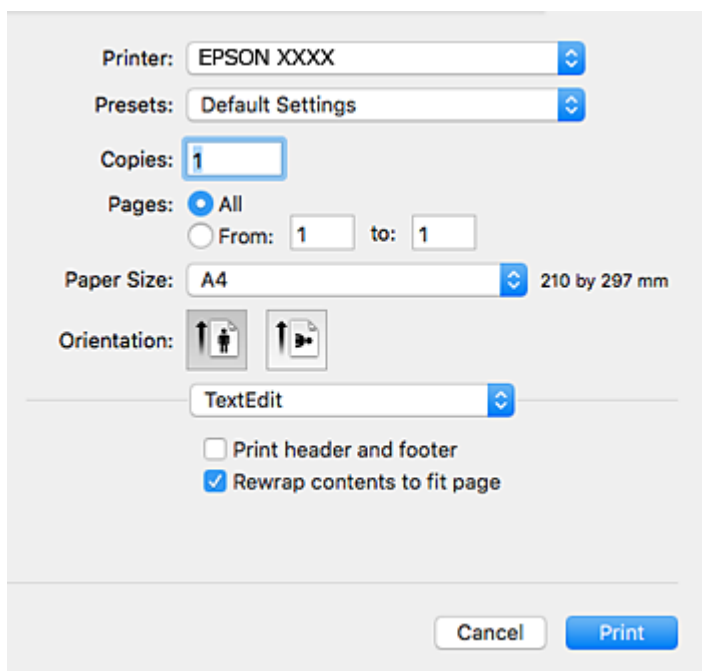 Printer: EPSON XXXX
Presets: Default Settings
Copies: 1
Pages: All
From: 1 to: 1
Paper Size: A4 210 by 297 mm
Orientation:
TextEdit
Print header and footer
Rewrap contents to fit page
Cancel Print